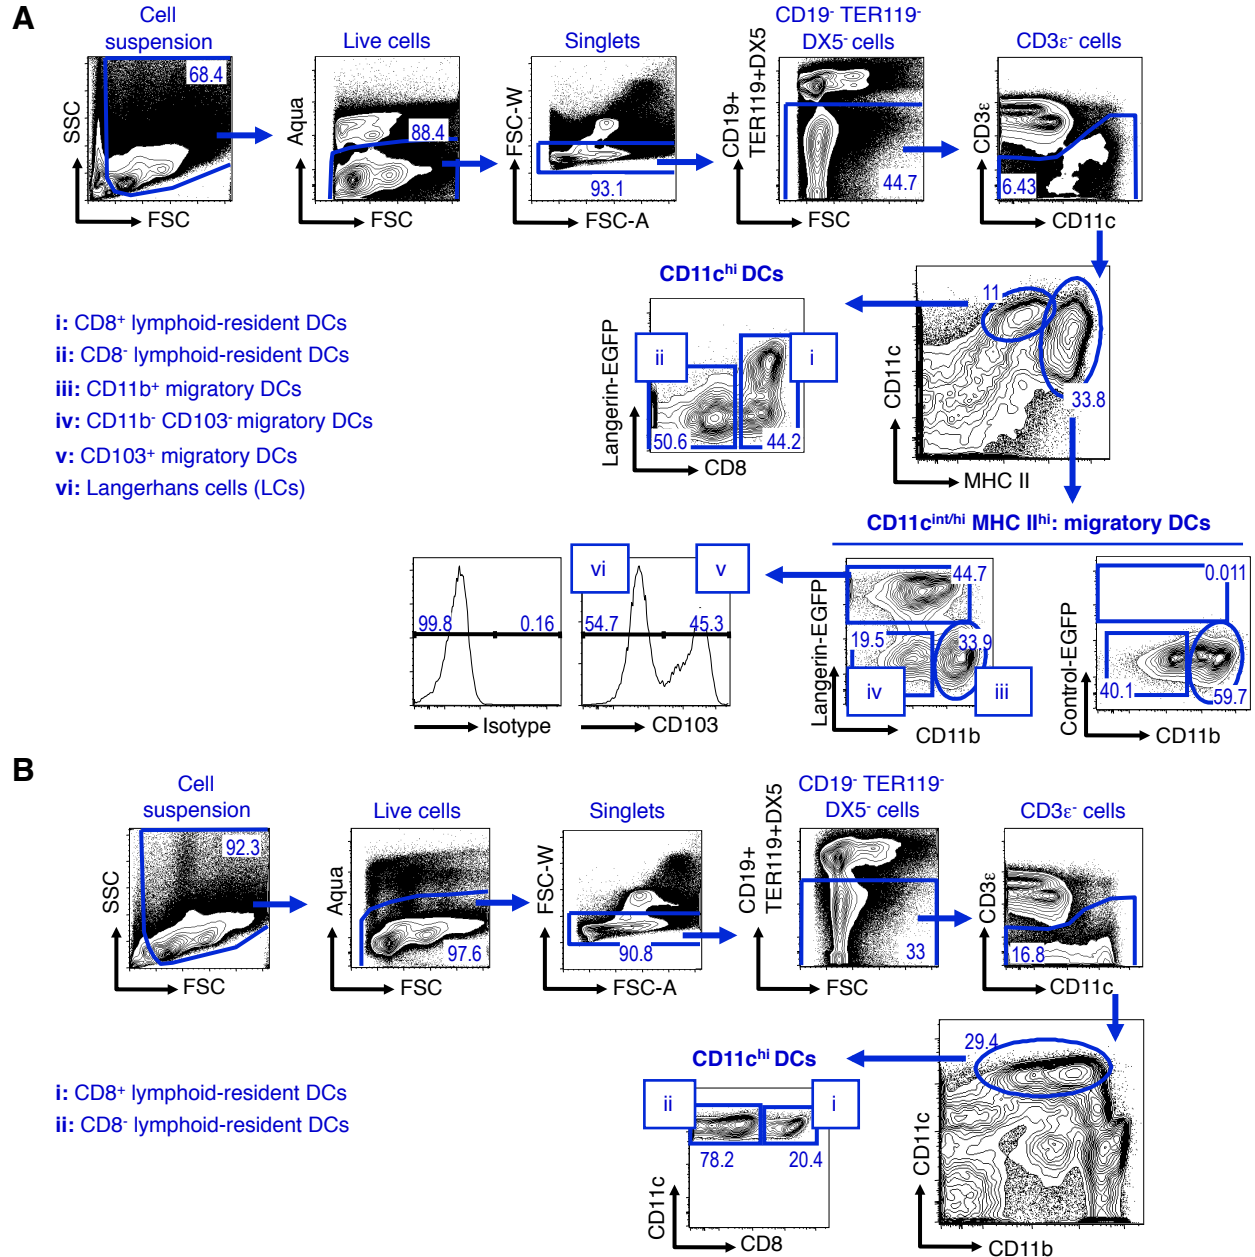 A
Cell
suspension
Live cells
Singlets
CD19- TER119-
DX5- cells
CD3ε- cells
68.4
SSC
FSC
88.4
Aqua
FSC
93.1
FSC-W
FSC-A
44.7
CD19+
TER119+DX5
FSC
6.43
CD3ε
CD11c
i: CD8+ lymphoid-resident DCs
ii: CD8- lymphoid-resident DCs
iii: CD11b+ migratory DCs
iv: CD11b- CD103- migratory DCs
v: CD103+ migratory DCs
vi: Langerhans cells (LCs)
CD11chi DCs
ii
i
50.6
44.2
Langerin-EGFP
CD8
11
33.8
CD11c
MHC II
CD11cint/hi MHC IIhi: migratory DCs
99.8
0.16
Isotype
vi
v
54.7
45.3
CD103
44.7
19.5
33.9
iv
iii
Langerin-EGFP
CD11b
0.011
40.1
59.7
Control-EGFP
CD11b
B
Cell
suspension
Live cells
Singlets
CD19- TER119-
DX5- cells
CD3ε- cells
92.3
SSC
FSC
97.6
Aqua
FSC
90.8
FSC-W
FSC-A
33
CD19+
TER119+DX5
FSC
16.8
CD3ε
CD11c
i: CD8+ lymphoid-resident DCs
ii: CD8- lymphoid-resident DCs
CD11chi DCs
ii
i
78.2
20.4
CD11c
CD8
29.4
CD11c
CD11b